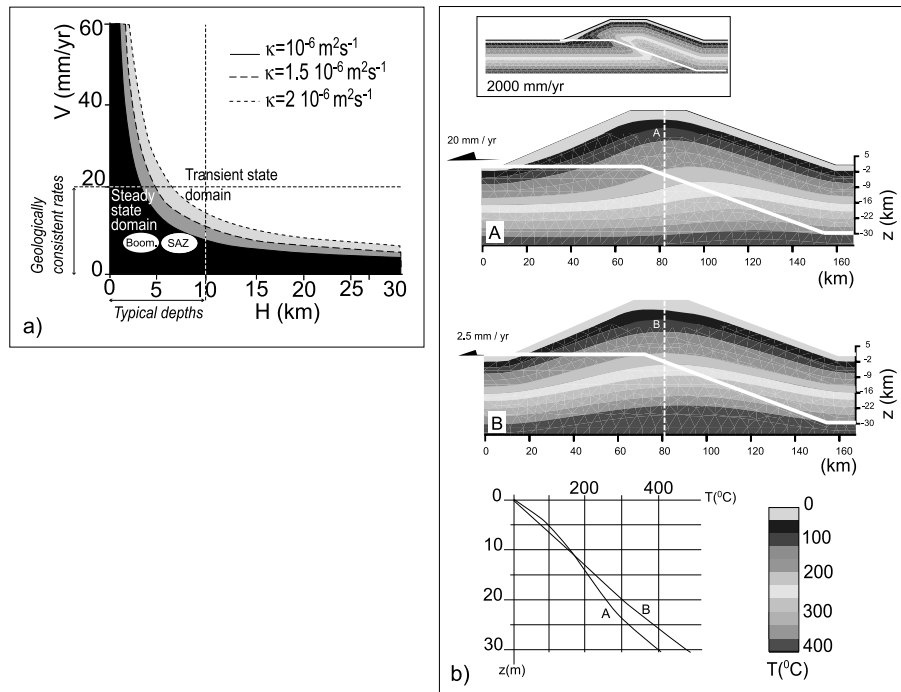 60
V (mm/yr)
40
20
0
κ=10⁻⁶ m²s⁻¹
κ=1.5 10⁻⁶ m²s⁻¹
κ=2 10⁻⁶ m²s⁻¹
Transient state
domain
Steady
state
domain
Boom.
SAZ
Geologically
consistent rates
0 5 10 15 20 25 30
Typical depths
H (km)
a)
2000 mm/yr
20 mm / yr
A
A
5
-2
-9
-16
-22
-30
z (km)
0 20 40 60 80 100 120 140 160
(km)
2.5 mm / yr
B
B
5
-2
-9
-16
-22
-30
z (km)
0 20 40 60 80 100 120 140 160
(km)
0
200 400 T(⁰C)
10
20
30
A
B
z(m)
0
100
200
300
400
T(⁰C)
b)